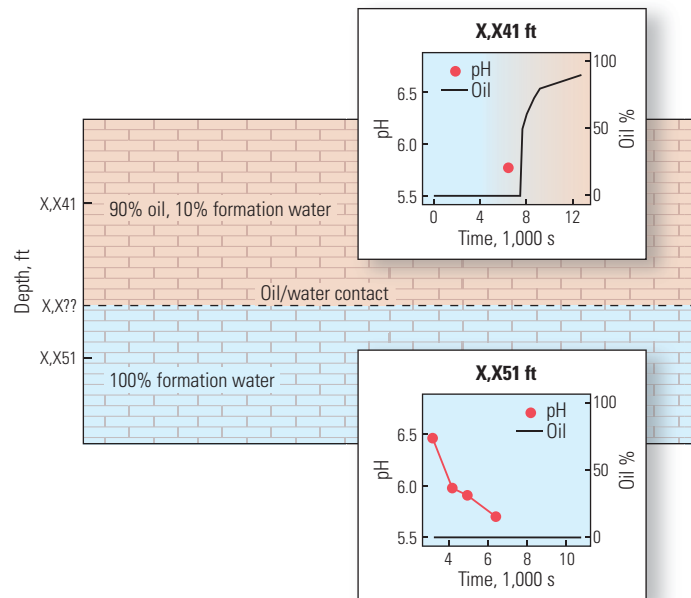 X,X41 ft
pH
Oil
pH
6.5
6.0
5.5
100
50
0
Oil %
0 4 8 12
Time, 1,000 s
Depth, ft
X,X41
X,X??
X,X51
90% oil, 10% formation water
Oil/water contact
100% formation water
X,X51 ft
pH
Oil
pH
6.5
6.0
5.5
100
50
0
Oil %
4 6 8 10
Time, 1,000 s